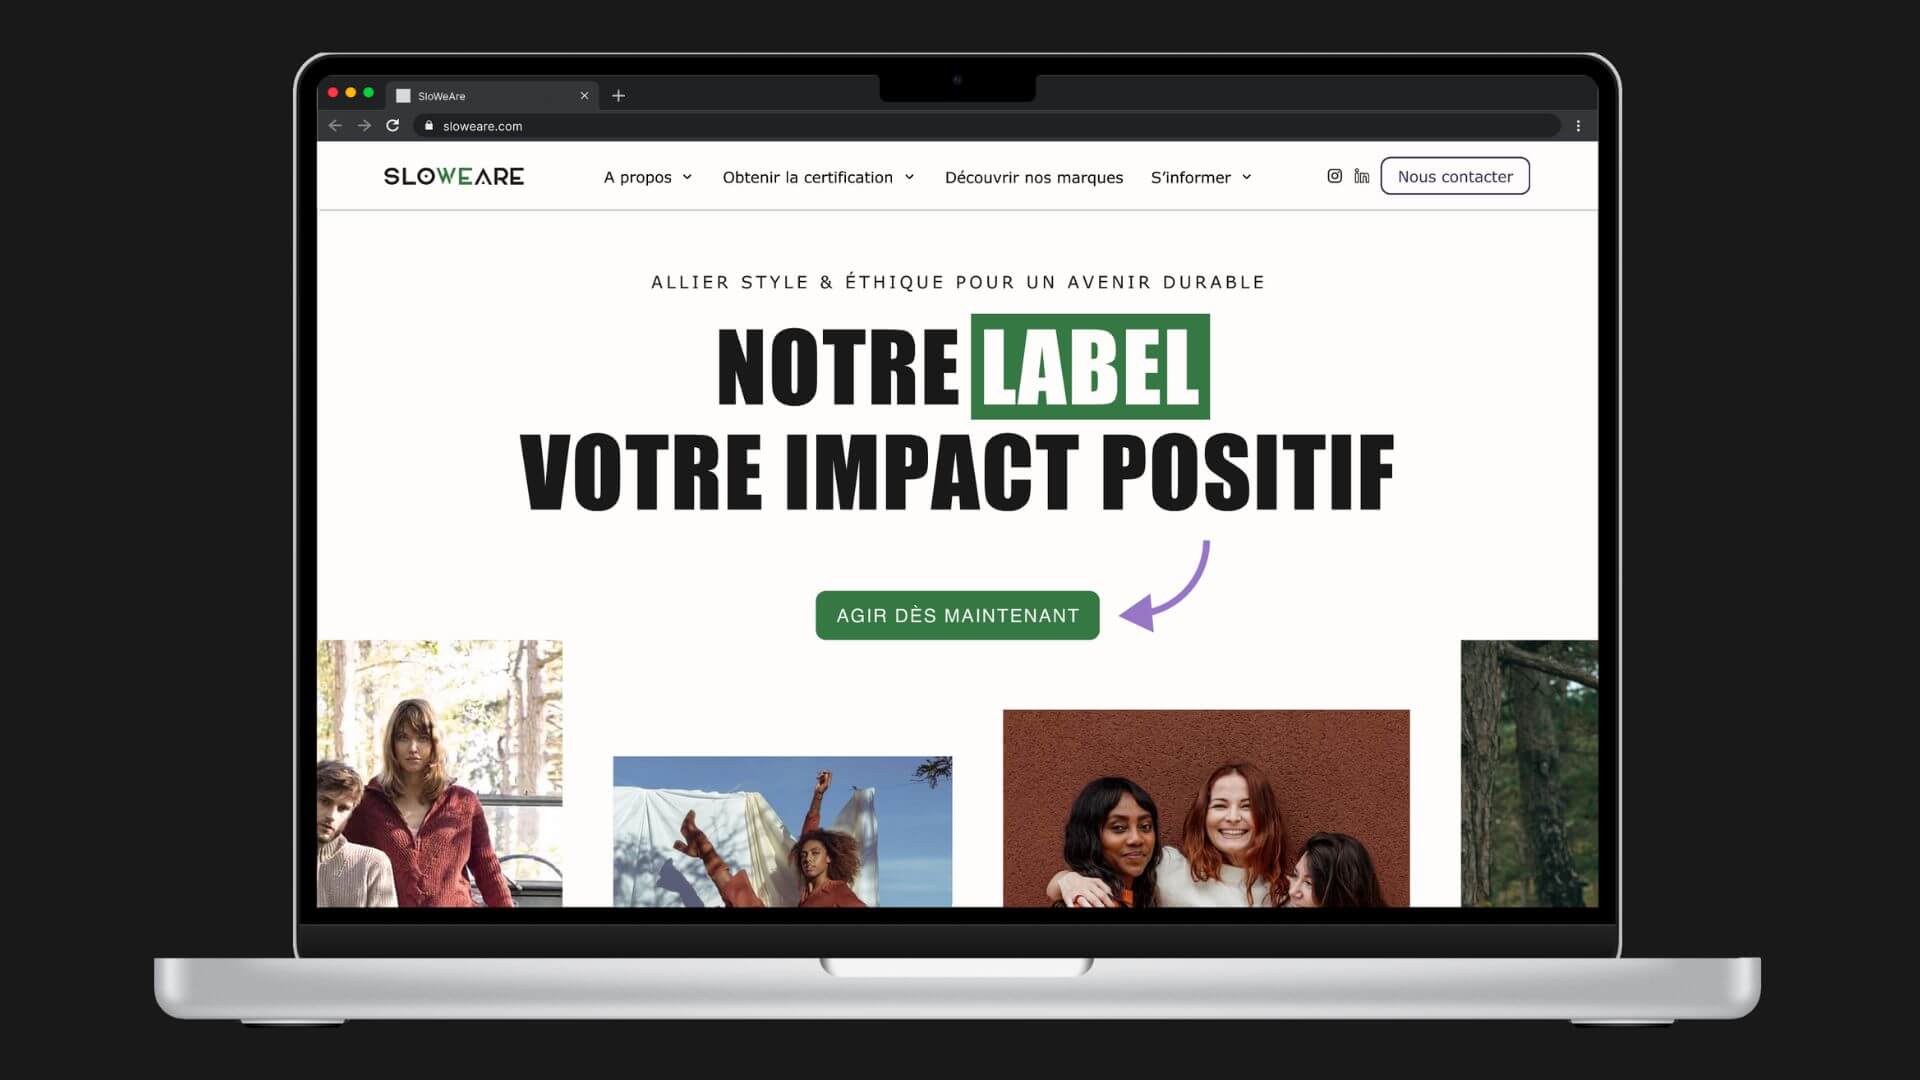 SloWeAre
sloweare.com
SLOWEARE
A propos
Obtenir la certification
Découvrir nos marques
S'informer
Nous contacter
ALLIER STYLE & ÉTHIQUE POUR UN AVENIR DURABLE
NOTRE LABEL
VOTRE IMPACT POSITIF
AGIR DÈS MAINTENANT